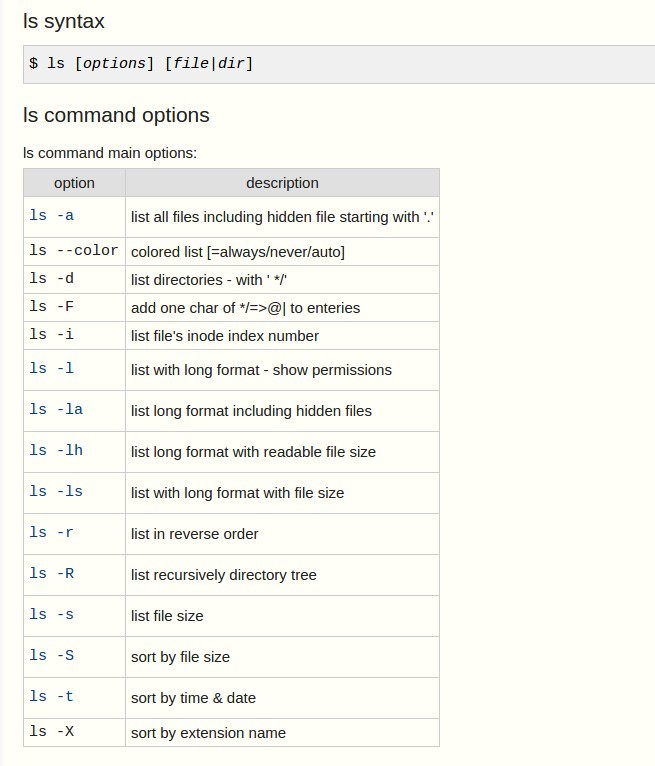 ls syntax
$ ls [options] [file|dir]
ls command options
ls command main options:
option description
ls -a list all files including hidden file starting with '.'
ls --color colored list [=always/never/auto]
ls -d list directories - with ' */'
ls -F add one char of */=>@| to enteries
ls -i list file's inode index number
ls -l list with long format - show permissions
ls -la list long format including hidden files
ls -lh list long format with readable file size
ls -ls list with long format with file size
ls -r list in reverse order
ls -R list recursively directory tree
ls -s list file size
ls -S sort by file size
ls -t sort by time & date
ls -X sort by extension name